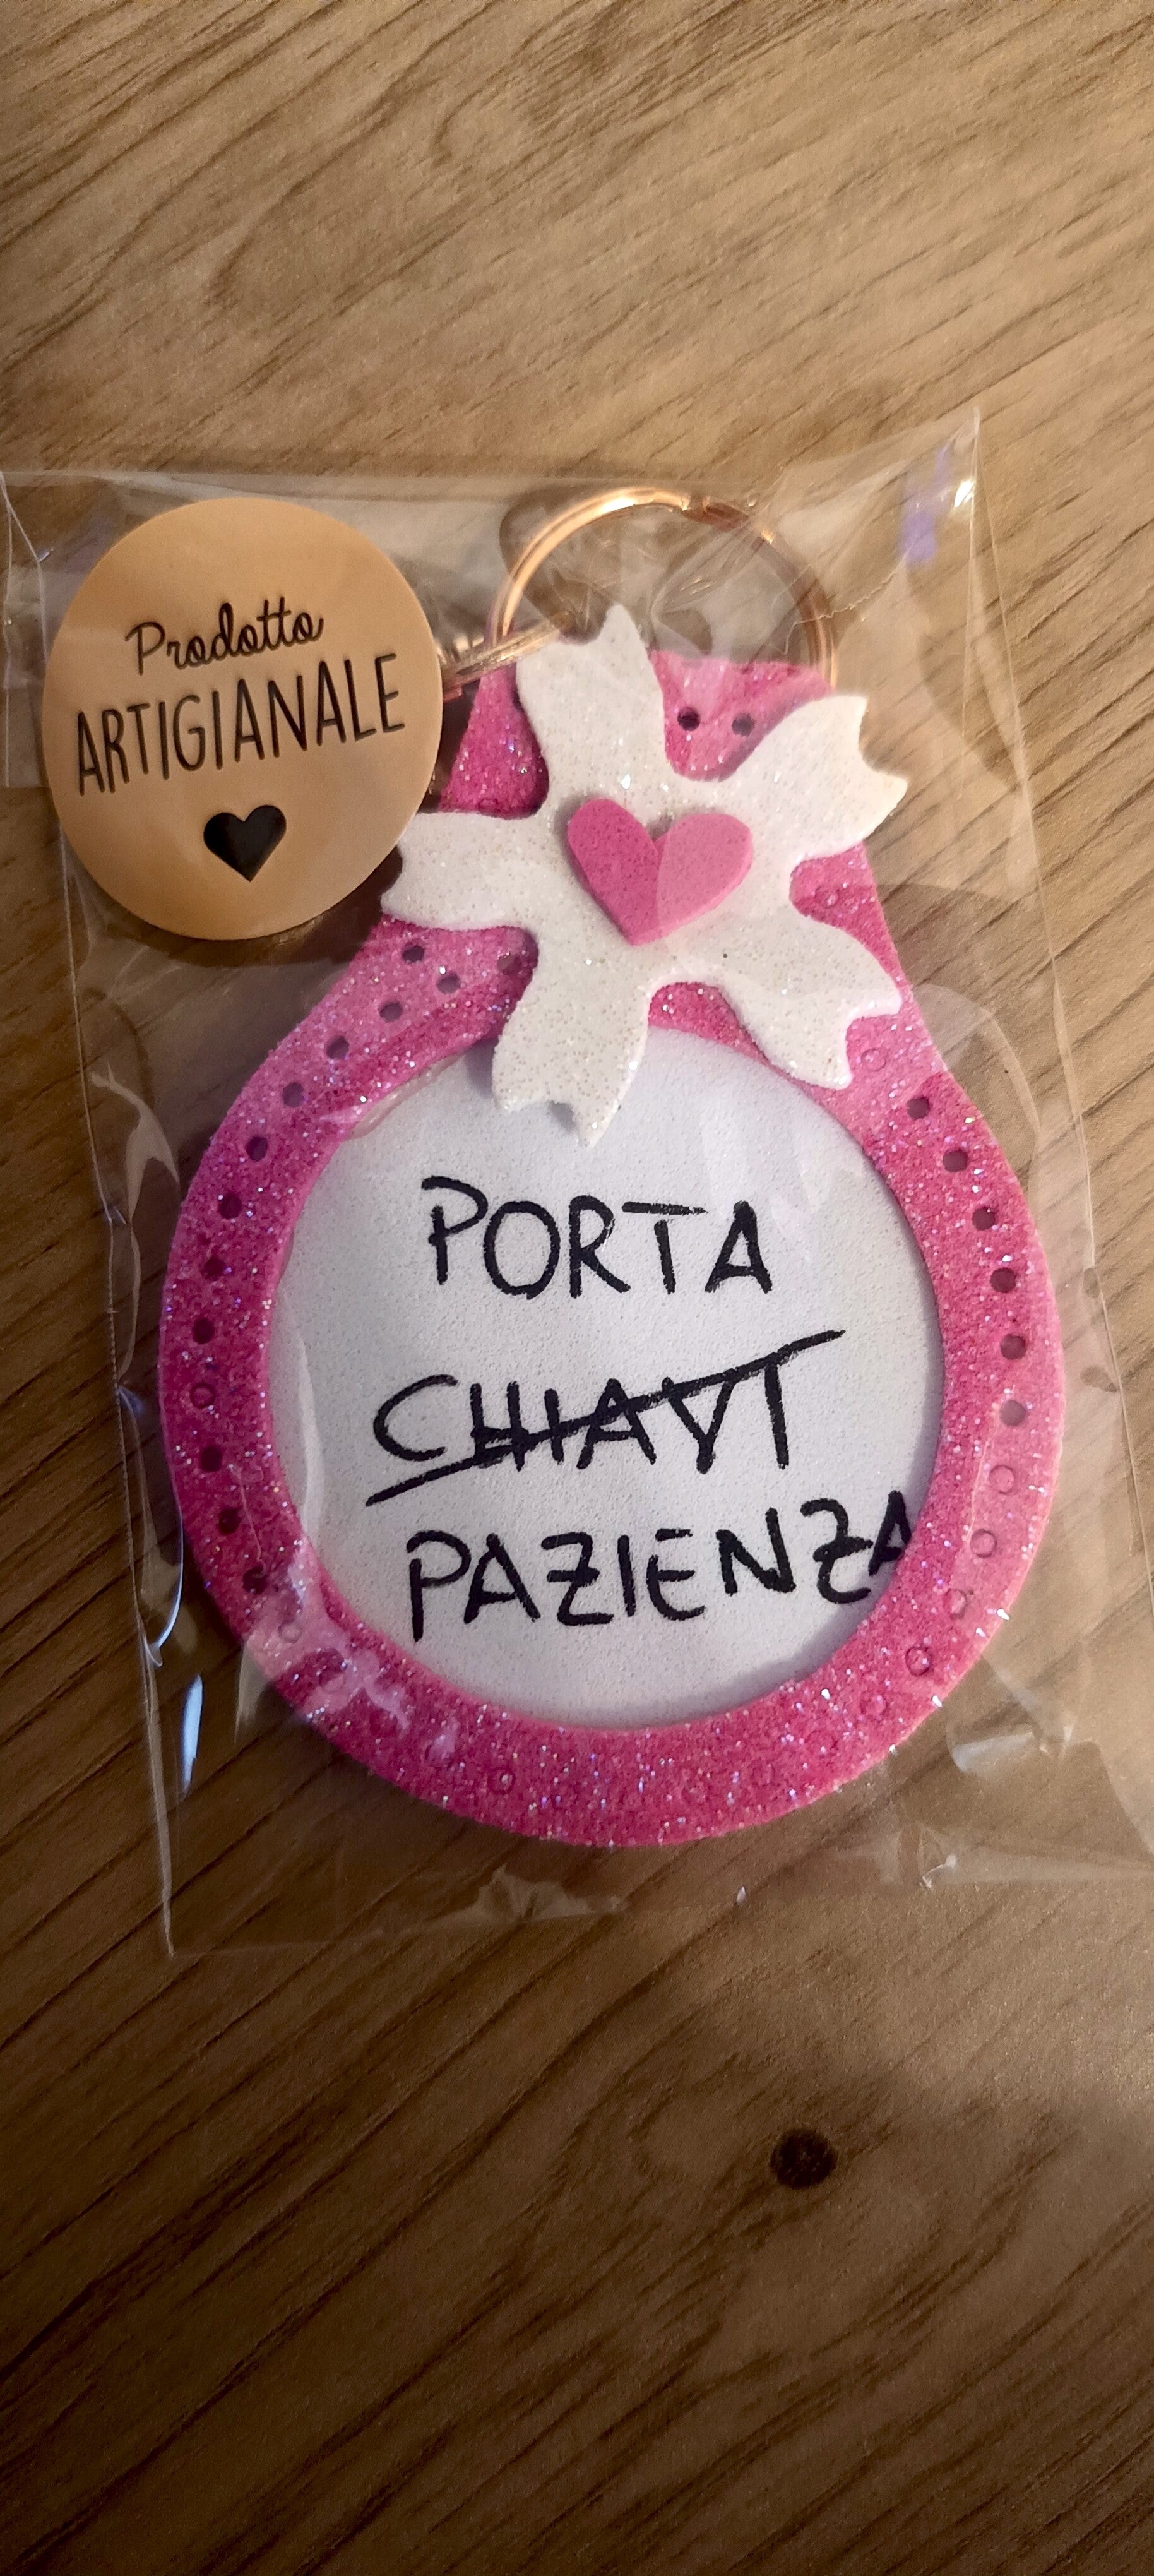 Prodotto
ARTIGIANALE
PORTA
CHIAVI
PAZIENZA